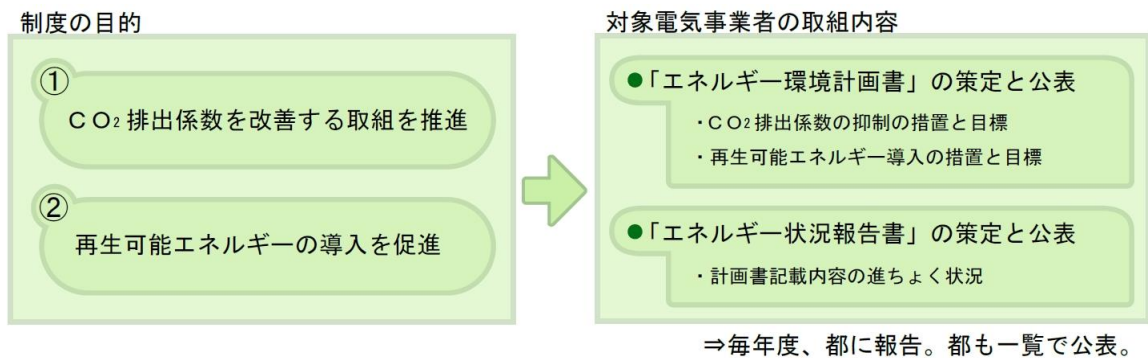 制度の目的
①
CO₂排出係数を改善する取組を推進
②
再生可能エネルギーの導入を促進
対象電気事業者の取組内容
●「エネルギー環境計画書」の策定と公表
・CO₂排出係数の抑制の措置と目標
・再生可能エネルギー導入の措置と目標
●「エネルギー状況報告書」の策定と公表
・計画書記載内容の進ちょく状況
⇒毎年度、都に報告。都も一覧で公表。